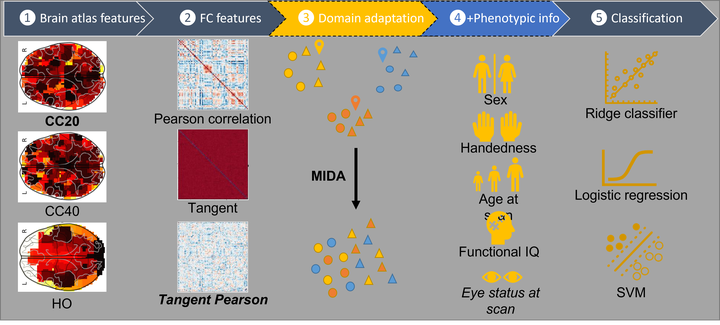 1 Brain atlas features
2 FC features
3 Domain adaptation
4 +Phenotypic info
5 Classification
R
L
CC20
R
L
CC40
R
L
HO
Pearson correlation
Tangent
Tangent Pearson
MIDA
Sex
Handedness
Age at
scan
Functional IQ
Eye status at
scan
Ridge classifier
Logistic regression
SVM